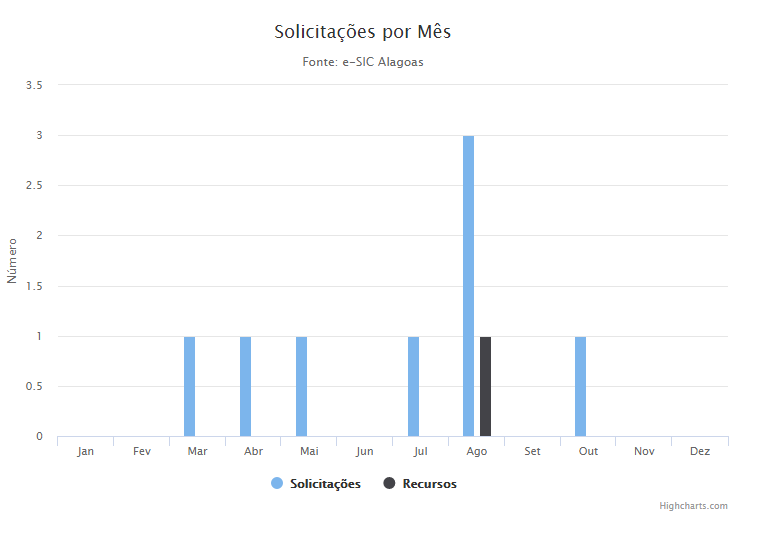 Solicitações por Mês
Fonte: e-SIC Alagoas
Número
3.5
3
2.5
2
1.5
1
0.5
0
Jan Fev Mar Abr Mai Jun Jul Ago Set Out Nov Dez
Solicitações Recursos
Highcharts.com